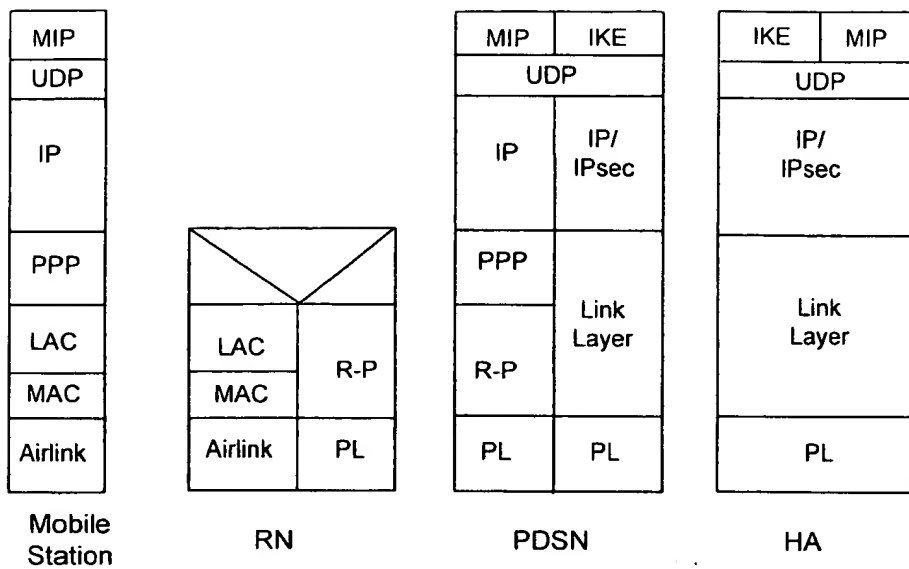 MIP
UDP
IP
PPP
LAC
MAC
Airlink
Mobile
Station
LAC
MAC
R-P
Airlink
PL
RN
MIP
IKE
UDP
IP
IP/
IPsec
PPP
R-P
Link
Layer
PL
PL
PDSN
IKE
MIP
UDP
IP/
IPsec
Link
Layer
PL
HA